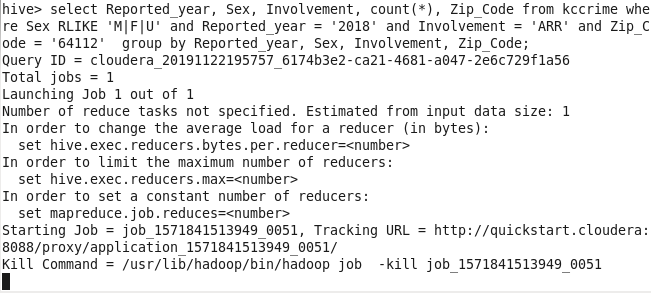 hive> select Reported_year, Sex, Involvement, count(*), Zip_Code from kccrime whe
re Sex RLIKE 'M|F|U' and Reported_year = '2018' and Involvement = 'ARR' and Zip_C
ode = '64112'  group by Reported_year, Sex, Involvement, Zip_Code;
Query ID = cloudera_20191122195757_6174b3e2-ca21-4681-a047-2e6c729f1a56
Total jobs = 1
Launching Job 1 out of 1
Number of reduce tasks not specified. Estimated from input data size: 1
In order to change the average load for a reducer (in bytes):
  set hive.exec.reducers.bytes.per.reducer=<number>
In order to limit the maximum number of reducers:
  set hive.exec.reducers.max=<number>
In order to set a constant number of reducers:
  set mapreduce.job.reduces=<number>
Starting Job = job_1571841513949_0051, Tracking URL = http://quickstart.cloudera:
8088/proxy/application_1571841513949_0051/
Kill Command = /usr/lib/hadoop/bin/hadoop job  -kill job_1571841513949_0051